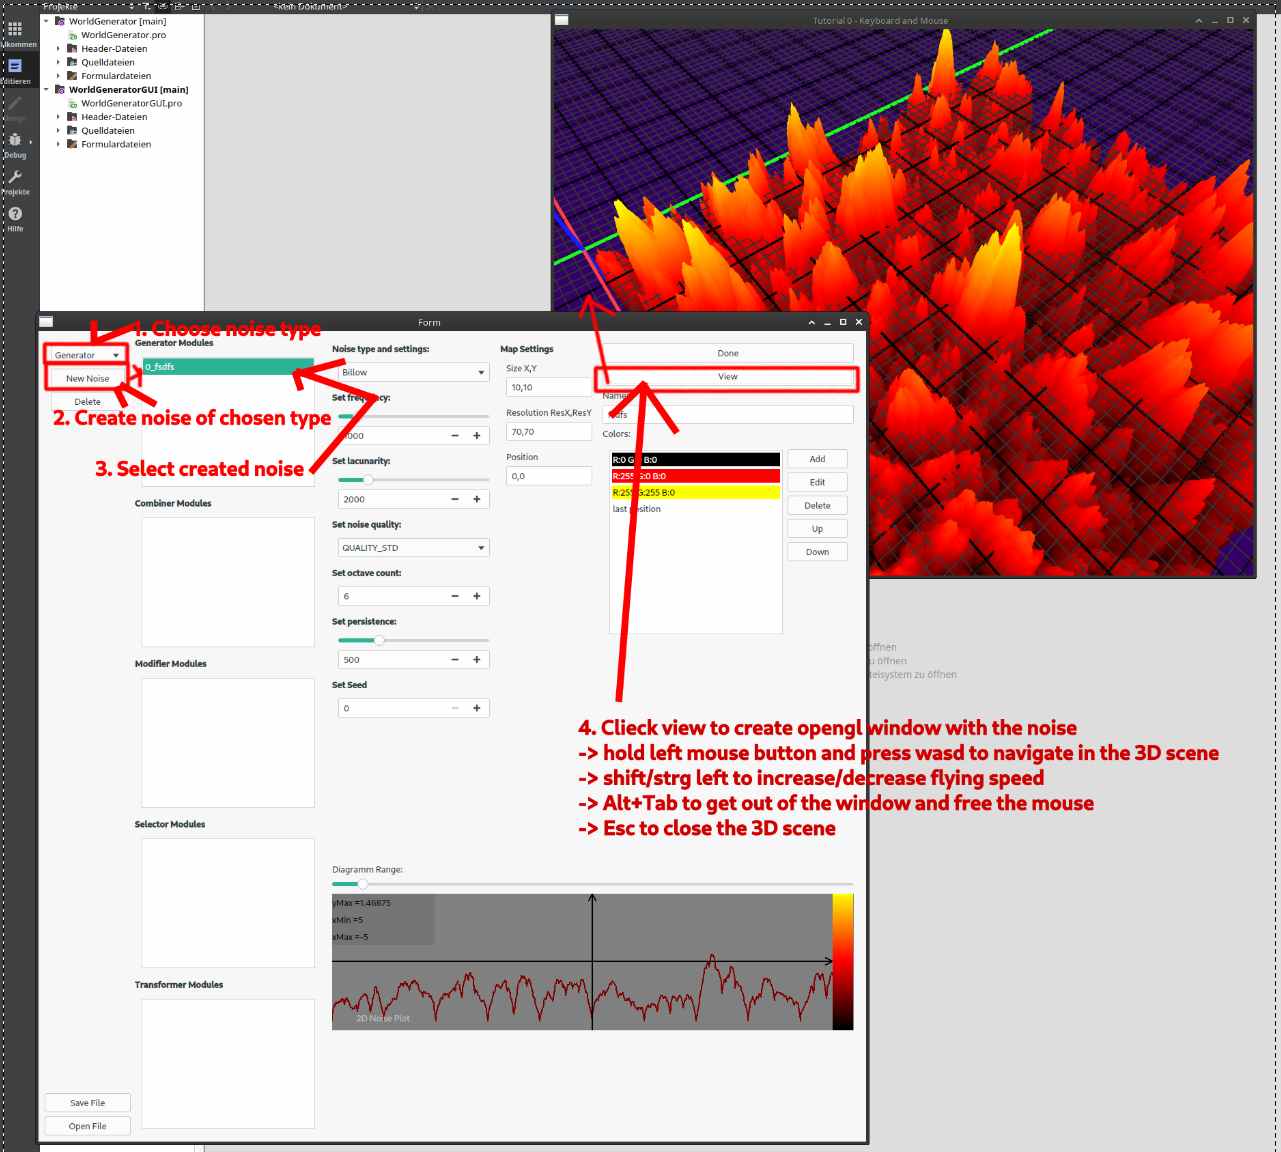 Projekte
<Kein Dokument>
WorldGenerator [main]
WorldGenerator.pro
Header-Dateien
Quelldateien
Formulardateien
WorldGeneratorGUI [main]
WorldGeneratorGUI.pro
Header-Dateien
Quelldateien
Formulardateien
lkommen
Editieren
Design
Debug
Projekte
Hilfe
Tutorial 0 - Keyboard and Mouse
Form
1. Choose noise type
Generator
New Noise
Delete
2. Create noise of chosen type
3. Select created noise
Generator Modules
0_fsdfs
Combiner Modules
Modifier Modules
Selector Modules
Transformer Modules
Save File
Open File
Noise type and settings:
Billow
Set frequency:
000
Set lacunarity:
2000
Set noise quality:
QUALITY_STD
Set octave count:
6
Set persistence:
500
Set Seed
0
Map Settings
Size X,Y
10,10
Resolution ResX,ResY
70,70
Position
0,0
Done
View
Name:
Colors:
R:0 G:0 B:0
R:255 G:0 B:0
R:255 G:255 B:0
last position
Add
Edit
Delete
Up
Down
öffnen
u öffnen
teisystem zu öffnen
4. Clieck view to create opengl window with the noise
-> hold left mouse button and press wasd to navigate in the 3D scene
-> shift/strg left to increase/decrease flying speed
-> Alt+Tab to get out of the window and free the mouse
-> Esc to close the 3D scene
Diagramm Range:
yMax =1,46875
xMin =5
xMax =-5
2D Noise Plot